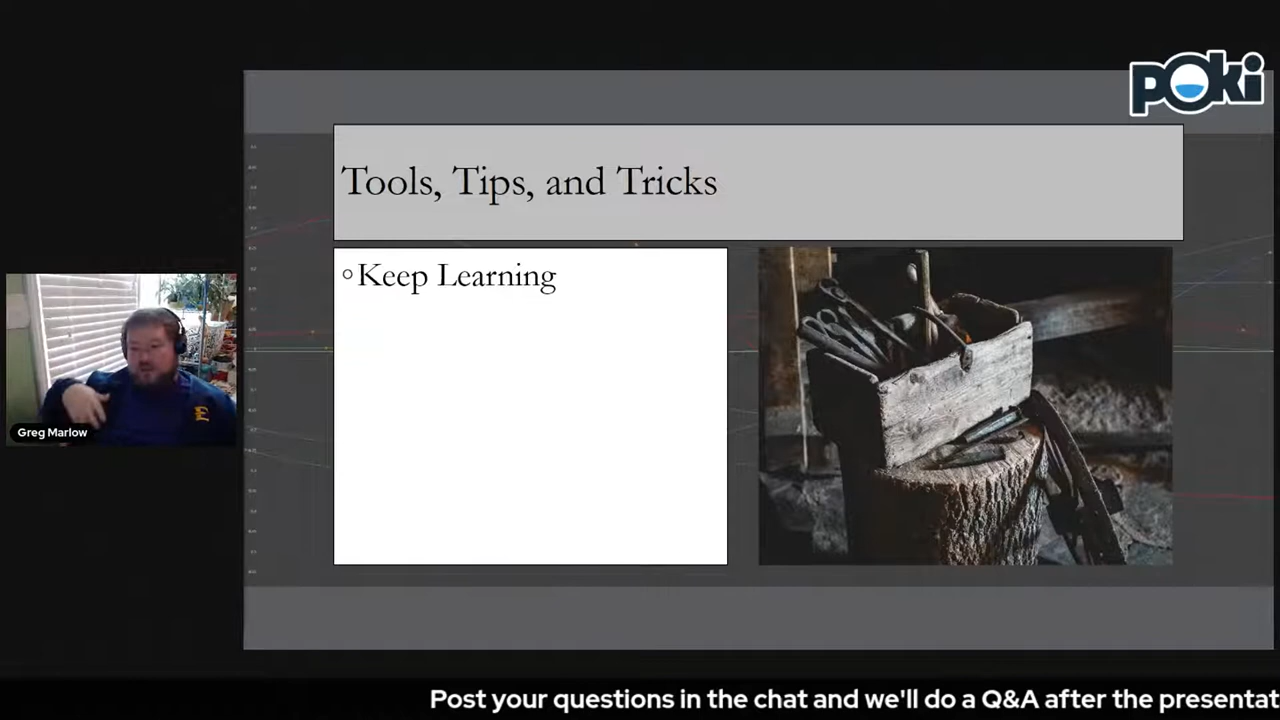 poki
Tools, Tips, and Tricks
Keep Learning
Greg Marlow
Post your questions in the chat and we'll do a Q&A after the presentat